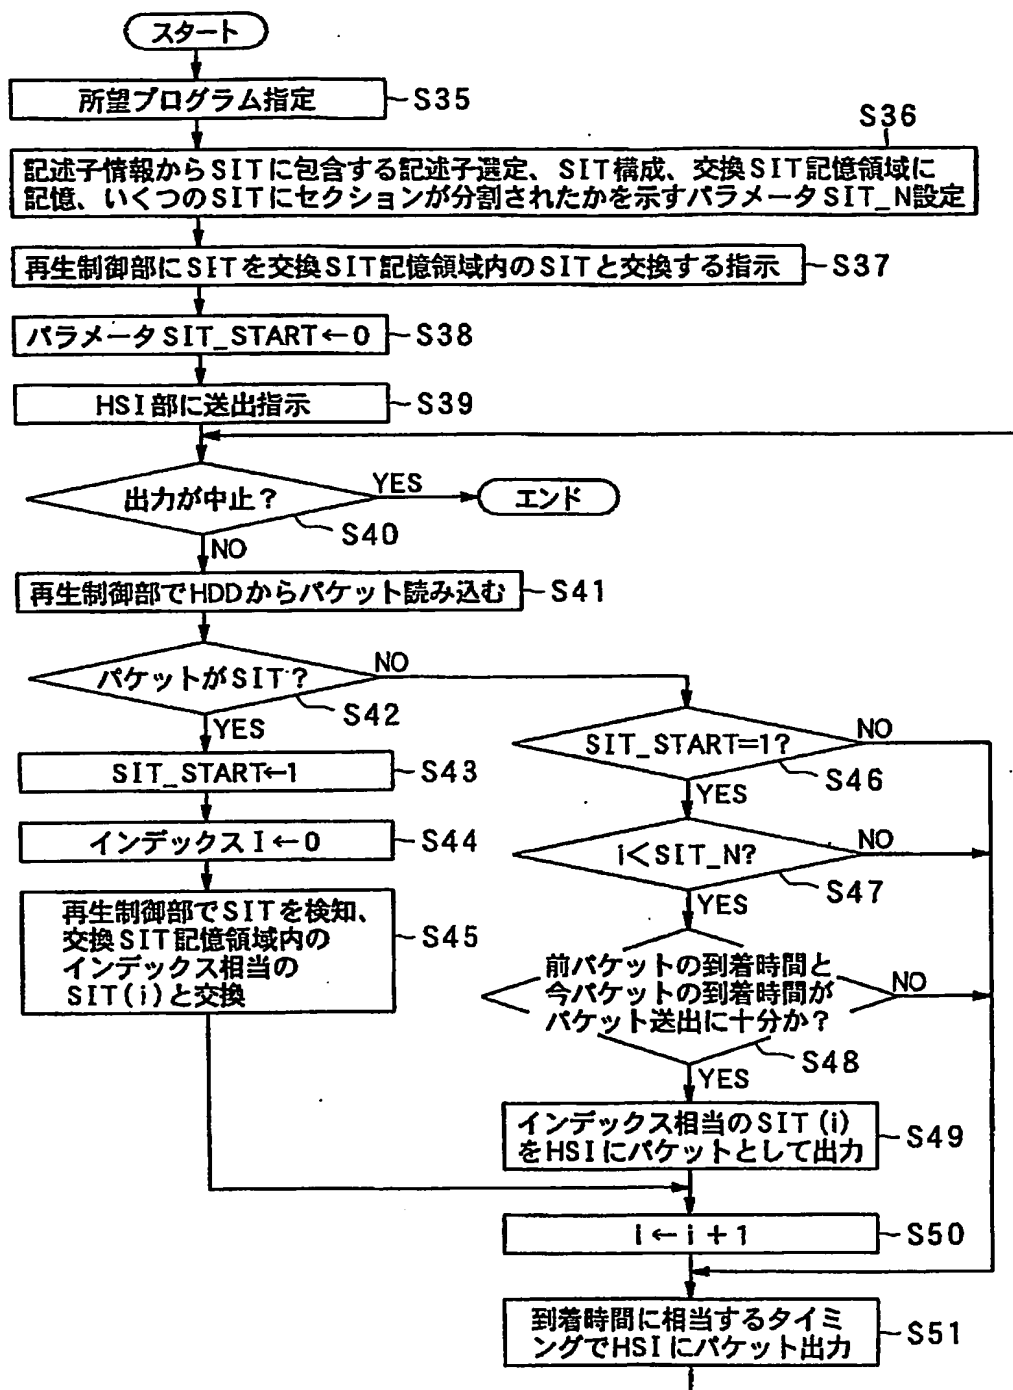 スタート
所望プログラム指定
S35
S36
記述子情報からSITに包含する記述子選定、SIT構成、交換SIT記憶領域に
記憶、いくつのSITにセクションが分割されたかを示すパラメータSIT_N設定
再生制御部にSITを交換SIT記憶領域内のSITと交換する指示
S37
パラメータSIT_START←0
S38
HSI部に送出指示
S39
出力が中止?
YES
エンド
S40
NO
再生制御部でHDDからパケット読み込む
S41
パケットがSIT?
NO
S42
YES
SIT_START=1?
NO
S46
YES
SIT_START←1
S43
インデックスI←0
S44
i<SIT_N?
NO
S47
YES
再生制御部でSITを検知、
交換SIT記憶領域内の
インデックス相当の
SIT(i)と交換
S45
前パケットの到着時間と
今パケットの到着時間が
パケット送出に十分か?
NO
S48
YES
インデックス相当のSIT(i)
をHSIにパケットとして出力
S49
i←i+1
S50
到着時間に相当するタイミ
ングでHSIにパケット出力
S51